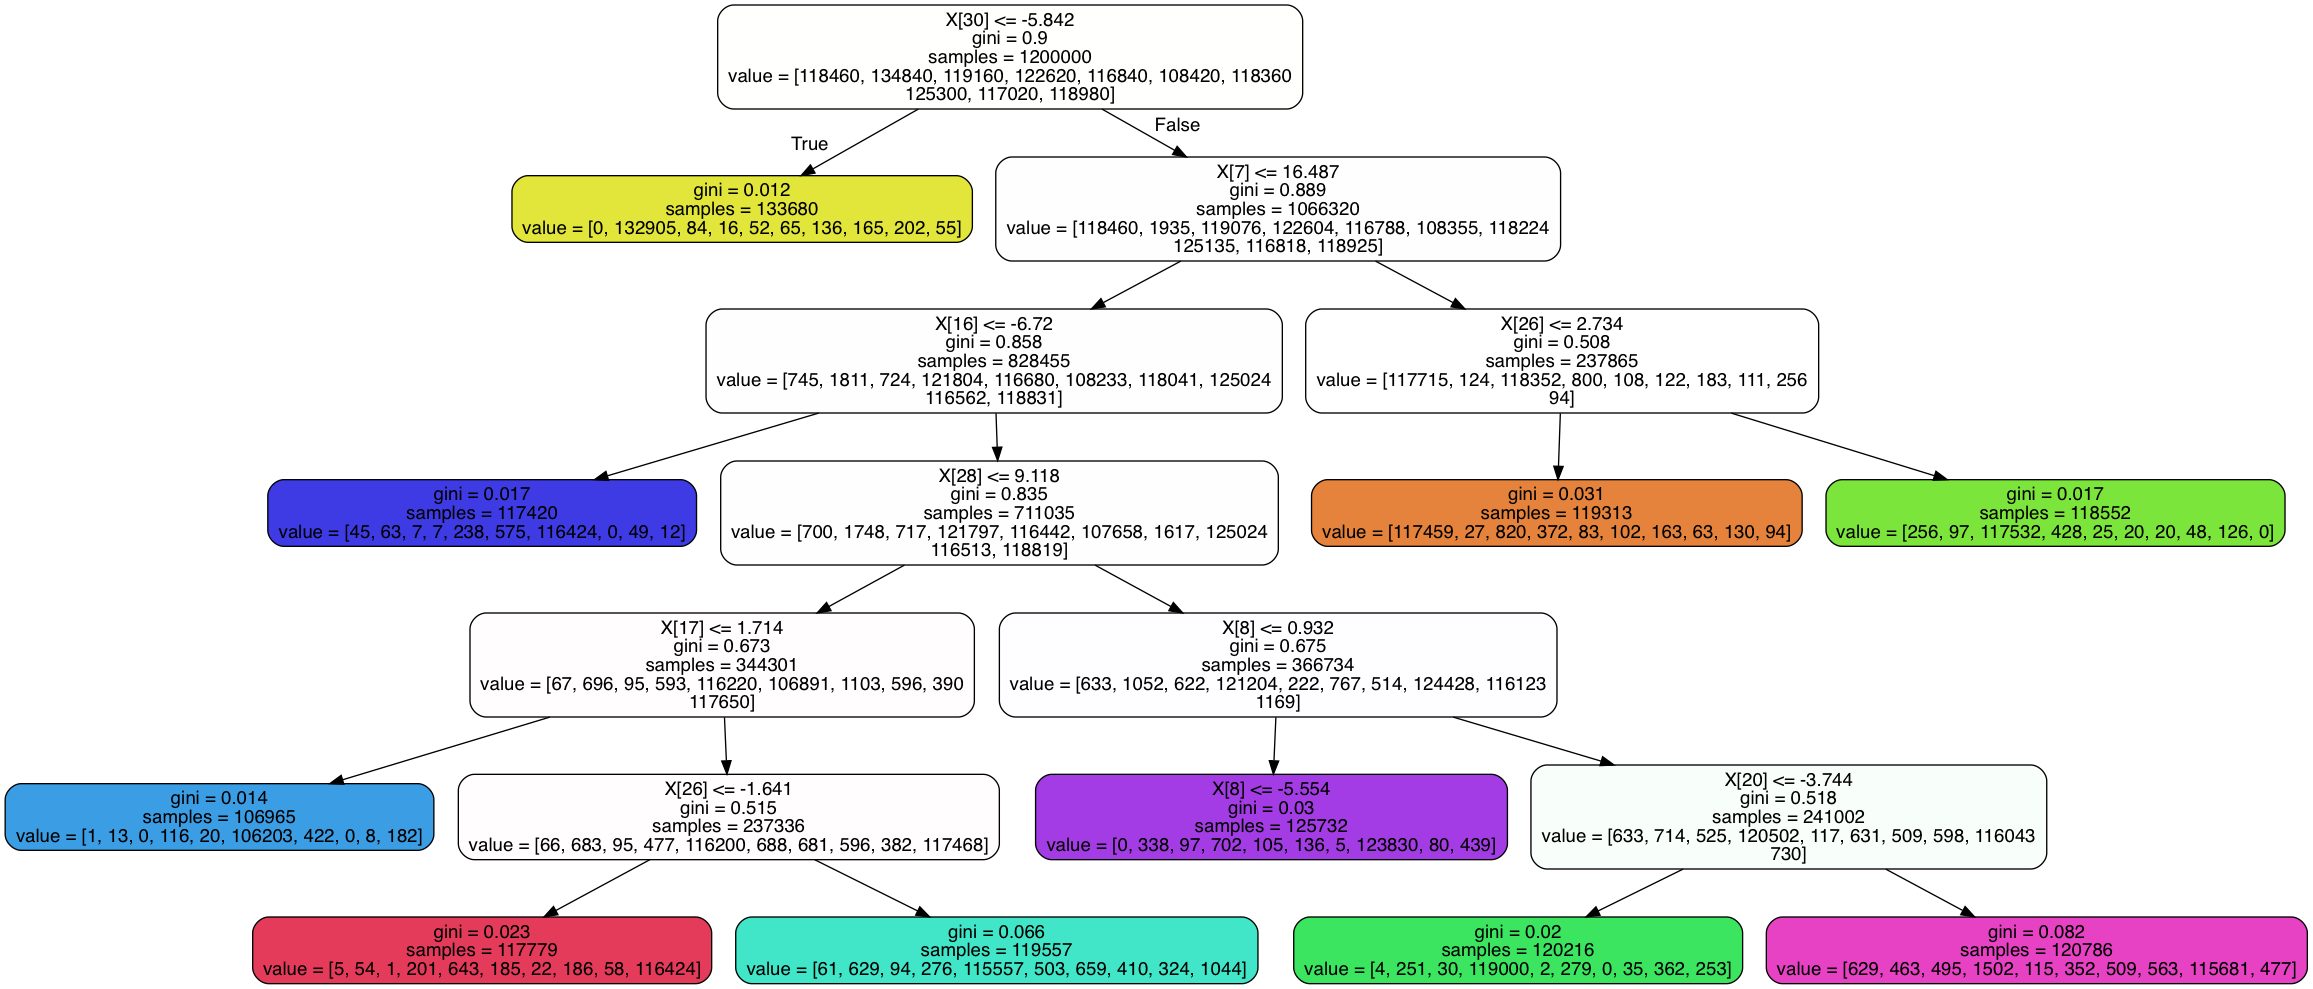 X[30] <= -5.842
gini = 0.9
samples = 1200000
value = [118460, 134840, 119160, 122620, 116840, 108420, 118360
125300, 117020, 118980]
True
False
gini = 0.012
samples = 133680
value = [0, 132905, 84, 16, 52, 65, 136, 165, 202, 55]
X[7] <= 16.487
gini = 0.889
samples = 1066320
value = [118460, 1935, 119076, 122604, 116788, 108355, 118224
125135, 116818, 118925]
X[16] <= -6.72
gini = 0.858
samples = 828455
value = [745, 1811, 724, 121804, 116680, 108233, 118041, 125024
116562, 118831]
X[26] <= 2.734
gini = 0.508
samples = 237865
value = [117715, 124, 118352, 800, 108, 122, 183, 111, 256
94]
gini = 0.017
samples = 117420
value = [45, 63, 7, 7, 238, 575, 116424, 0, 49, 12]
X[28] <= 9.118
gini = 0.835
samples = 711035
value = [700, 1748, 717, 121797, 116442, 107658, 1617, 125024
116513, 118819]
gini = 0.031
samples = 119313
value = [117459, 27, 820, 372, 83, 102, 163, 63, 130, 94]
gini = 0.017
samples = 118552
value = [256, 97, 117532, 428, 25, 20, 20, 48, 126, 0]
X[17] <= 1.714
gini = 0.673
samples = 344301
value = [67, 696, 95, 593, 116220, 106891, 1103, 596, 390
117650]
X[8] <= 0.932
gini = 0.675
samples = 366734
value = [633, 1052, 622, 121204, 222, 767, 514, 124428, 116123
1169]
gini = 0.014
samples = 106965
value = [1, 13, 0, 116, 20, 106203, 422, 0, 8, 182]
X[26] <= -1.641
gini = 0.515
samples = 237336
value = [66, 683, 95, 477, 116200, 688, 681, 596, 382, 117468]
X[8] <= -5.554
gini = 0.03
samples = 125732
value = [0, 338, 97, 702, 105, 136, 5, 123830, 80, 439]
X[20] <= -3.744
gini = 0.518
samples = 241002
value = [633, 714, 525, 120502, 117, 631, 509, 598, 116043
730]
gini = 0.023
samples = 117779
value = [5, 54, 1, 201, 643, 185, 22, 186, 58, 116424]
gini = 0.066
samples = 119557
value = [61, 629, 94, 276, 115557, 503, 659, 410, 324, 1044]
gini = 0.02
samples = 120216
value = [4, 251, 30, 119000, 2, 279, 0, 35, 362, 253]
gini = 0.082
samples = 120786
value = [629, 463, 495, 1502, 115, 352, 509, 563, 115681, 477]